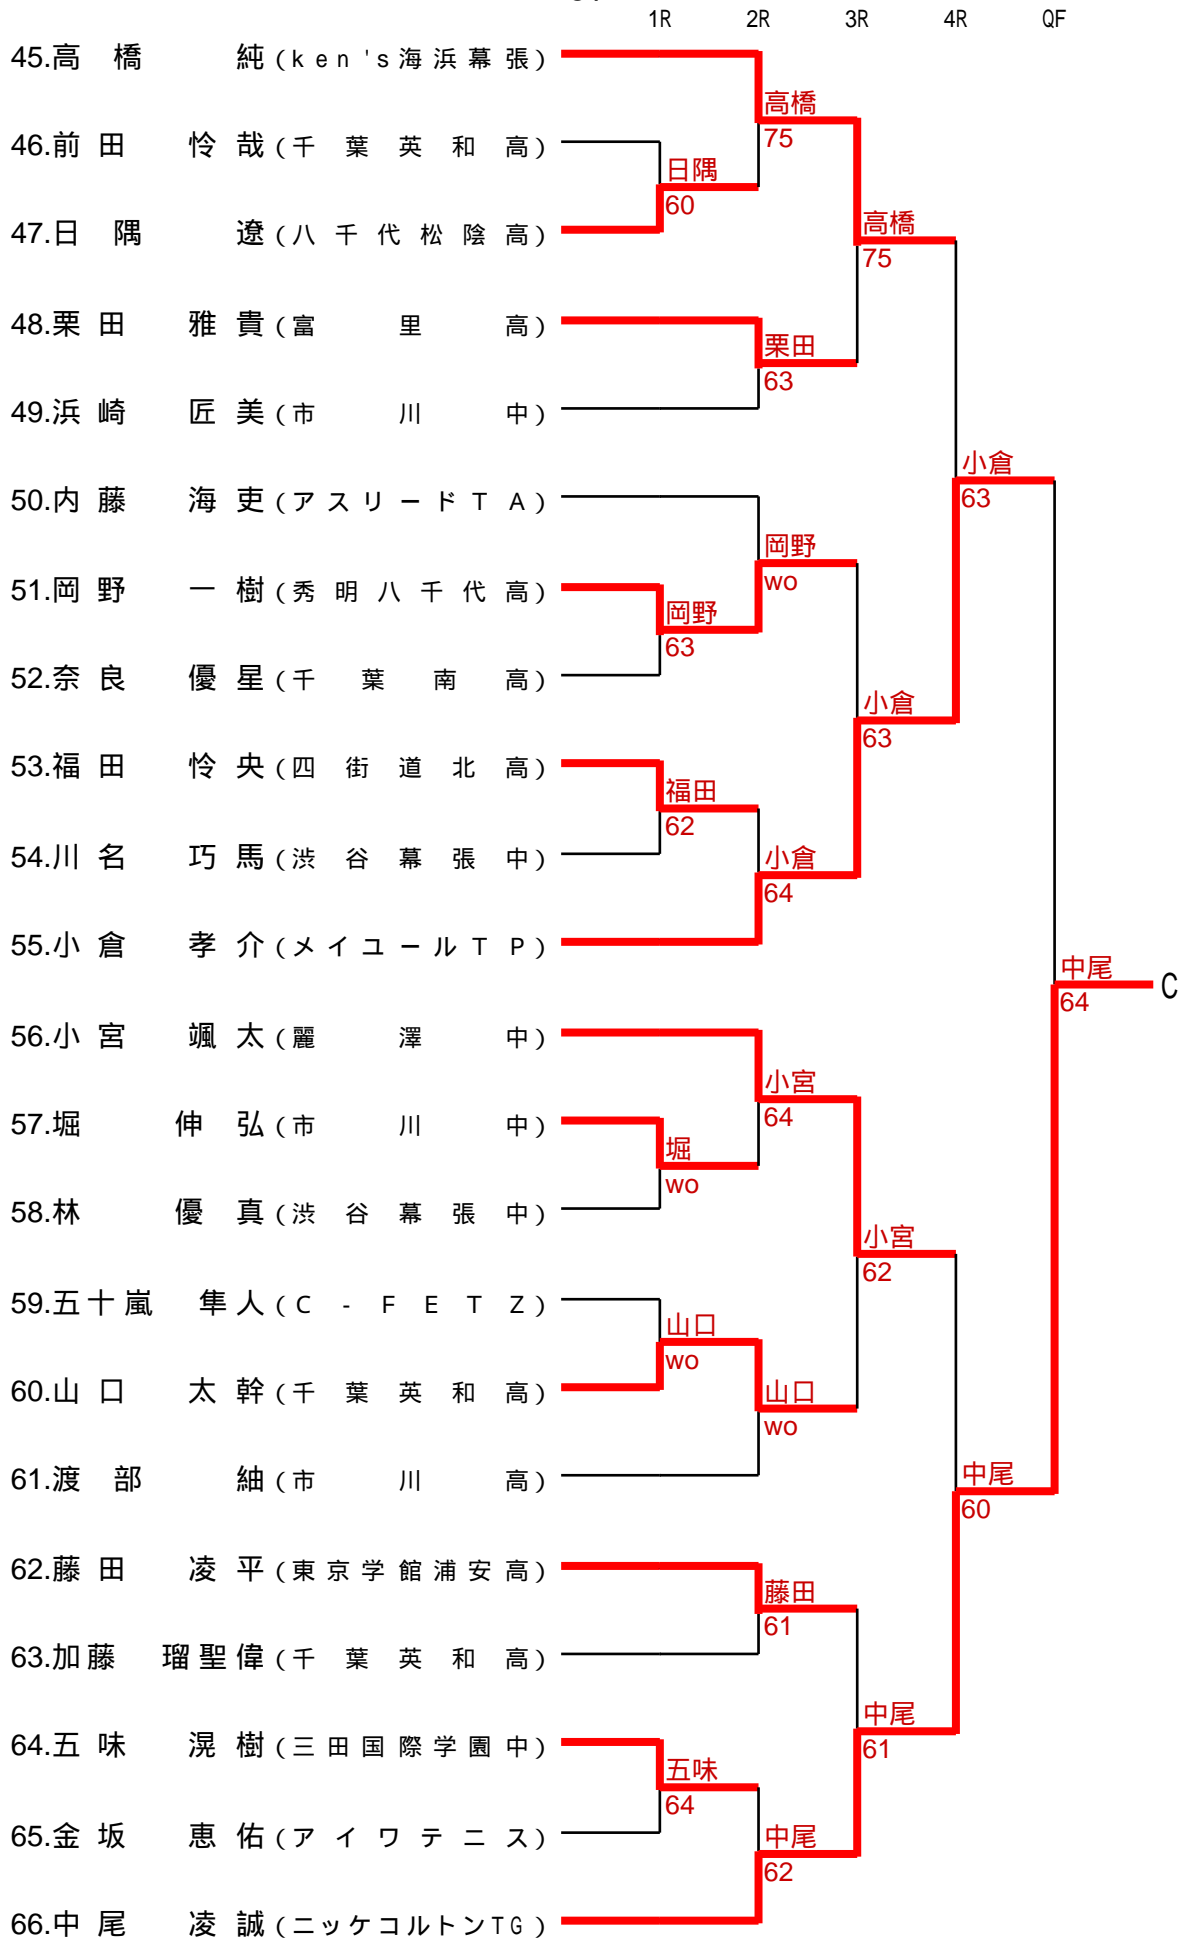 1R 2R 3R 4R QF
45.高橋 純(ken's海浜幕張)
高橋
46.前田 怜哉(千葉英和高)
75
日隅
60
47.日隅 遼(八千代松陰高)
高橋
75
48.栗田 雅貴(富里高)
栗田
63
49.浜崎 匠美(市川中)
小倉
63
50.内藤 海吏(アスリードTA)
岡野
wo
51.岡野 一樹(秀明八千代高)
岡野
63
52.奈良 優星(千葉南高)
小倉
63
53.福田 怜央(四街道北高)
福田
62
54.川名 巧馬(渋谷幕張中)
小倉
64
55.小倉 孝介(メイユールTP)
中尾
C
64
56.小宮 颯太(麗澤中)
小宮
64
57.堀 伸弘(市川中)
堀
wo
58.林 優真(渋谷幕張中)
小宮
62
59.五十嵐 隼人(C-FETZ)
山口
wo
60.山口 太幹(千葉英和高)
山口
wo
61.渡部 紬(市川高)
中尾
60
62.藤田 凌平(東京学館浦安高)
藤田
61
63.加藤 瑠聖偉(千葉英和高)
中尾
61
64.五味 滉樹(三田国際学園中)
五味
64
65.金坂 恵佑(アイワテニス)
中尾
62
66.中尾 凌誠(ニッケコルトンTG)